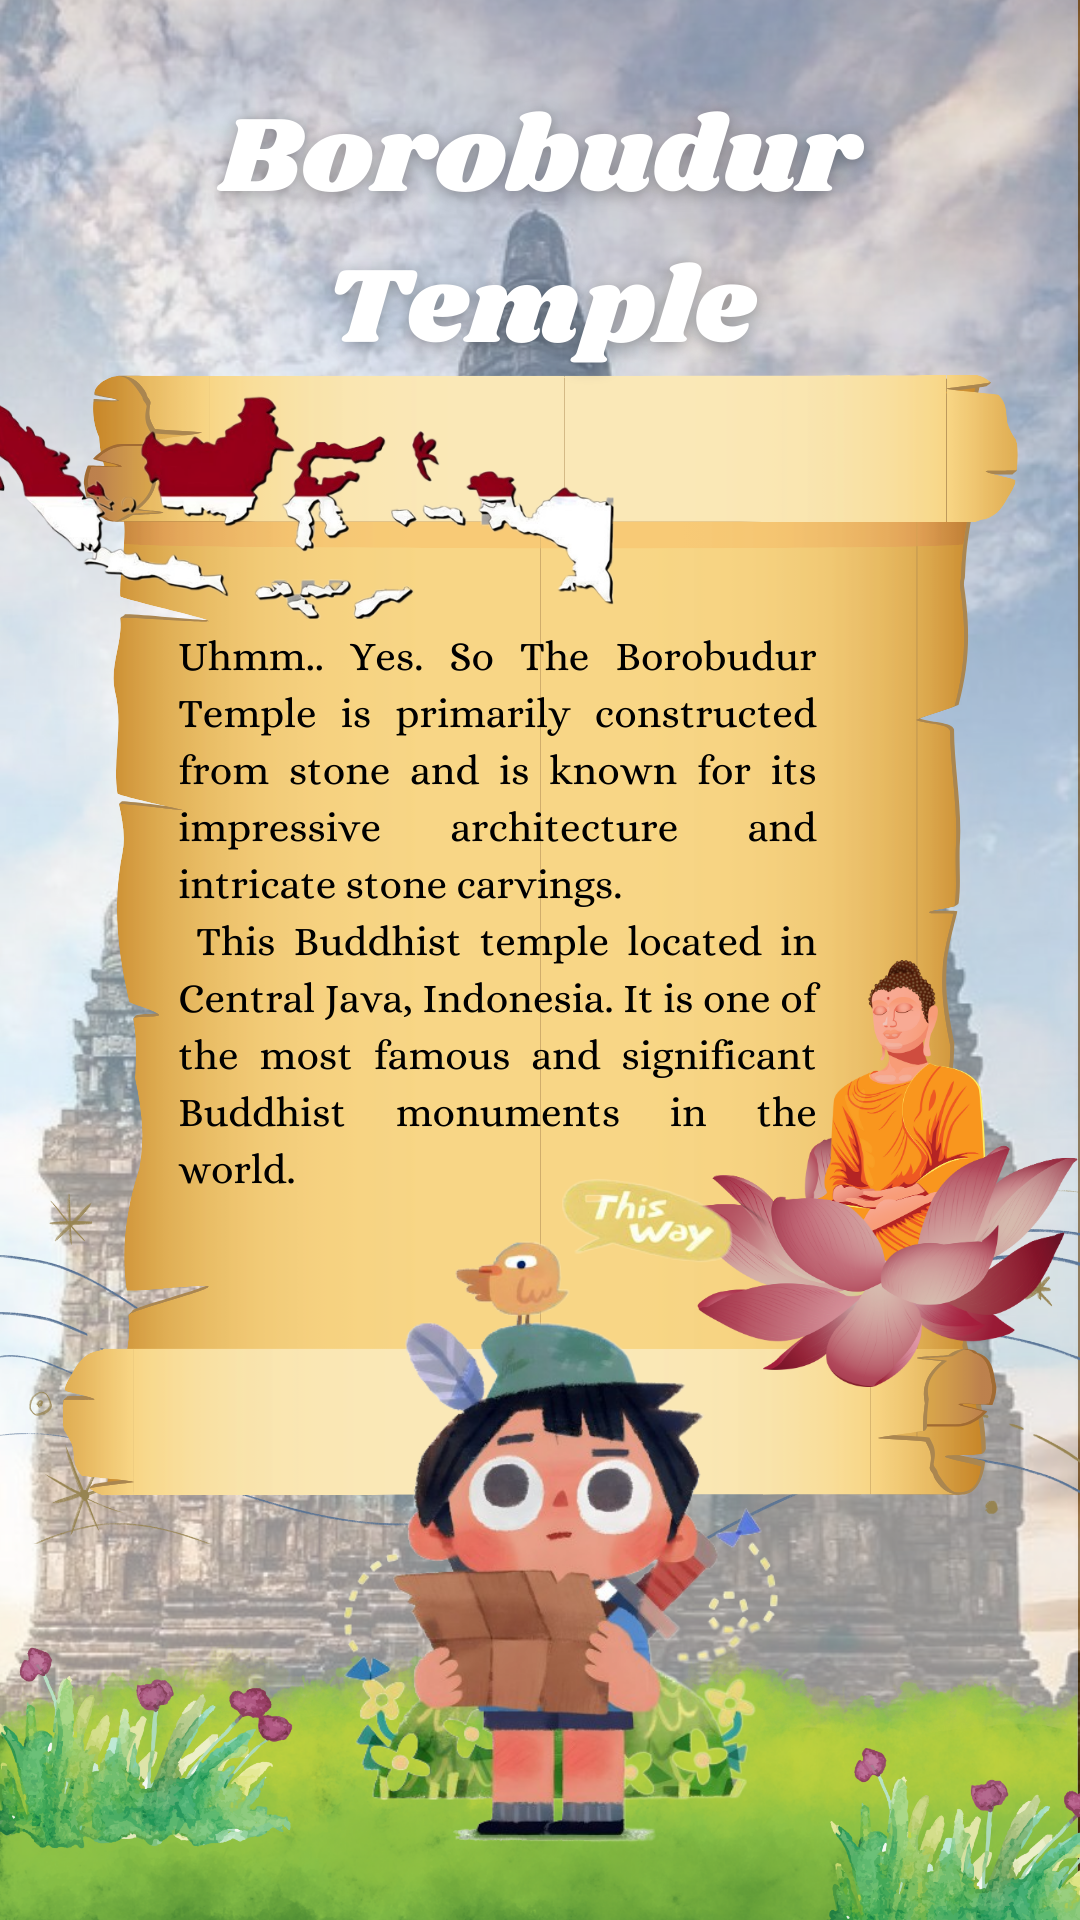 Borobudur
Temple
Uhmm.. Yes. So The Borobudur
Temple is primarily constructed
from stone and is known for its
impressive architecture and
intricate stone carvings.
This Buddhist temple located in
Central Java, Indonesia. It is one of
the most famous and significant
Buddhist monuments in the
world.
This
Way